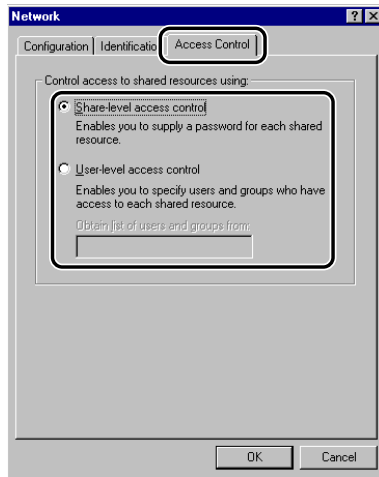 Network
Configuration Identification Access Control
Control access to shared resources using:
Share-level access control
Enables you to supply a password for each shared
resource.
User-level access control
Enables you to specify users and groups who have
access to each shared resource.
Obtain list of users and groups from:
OK Cancel